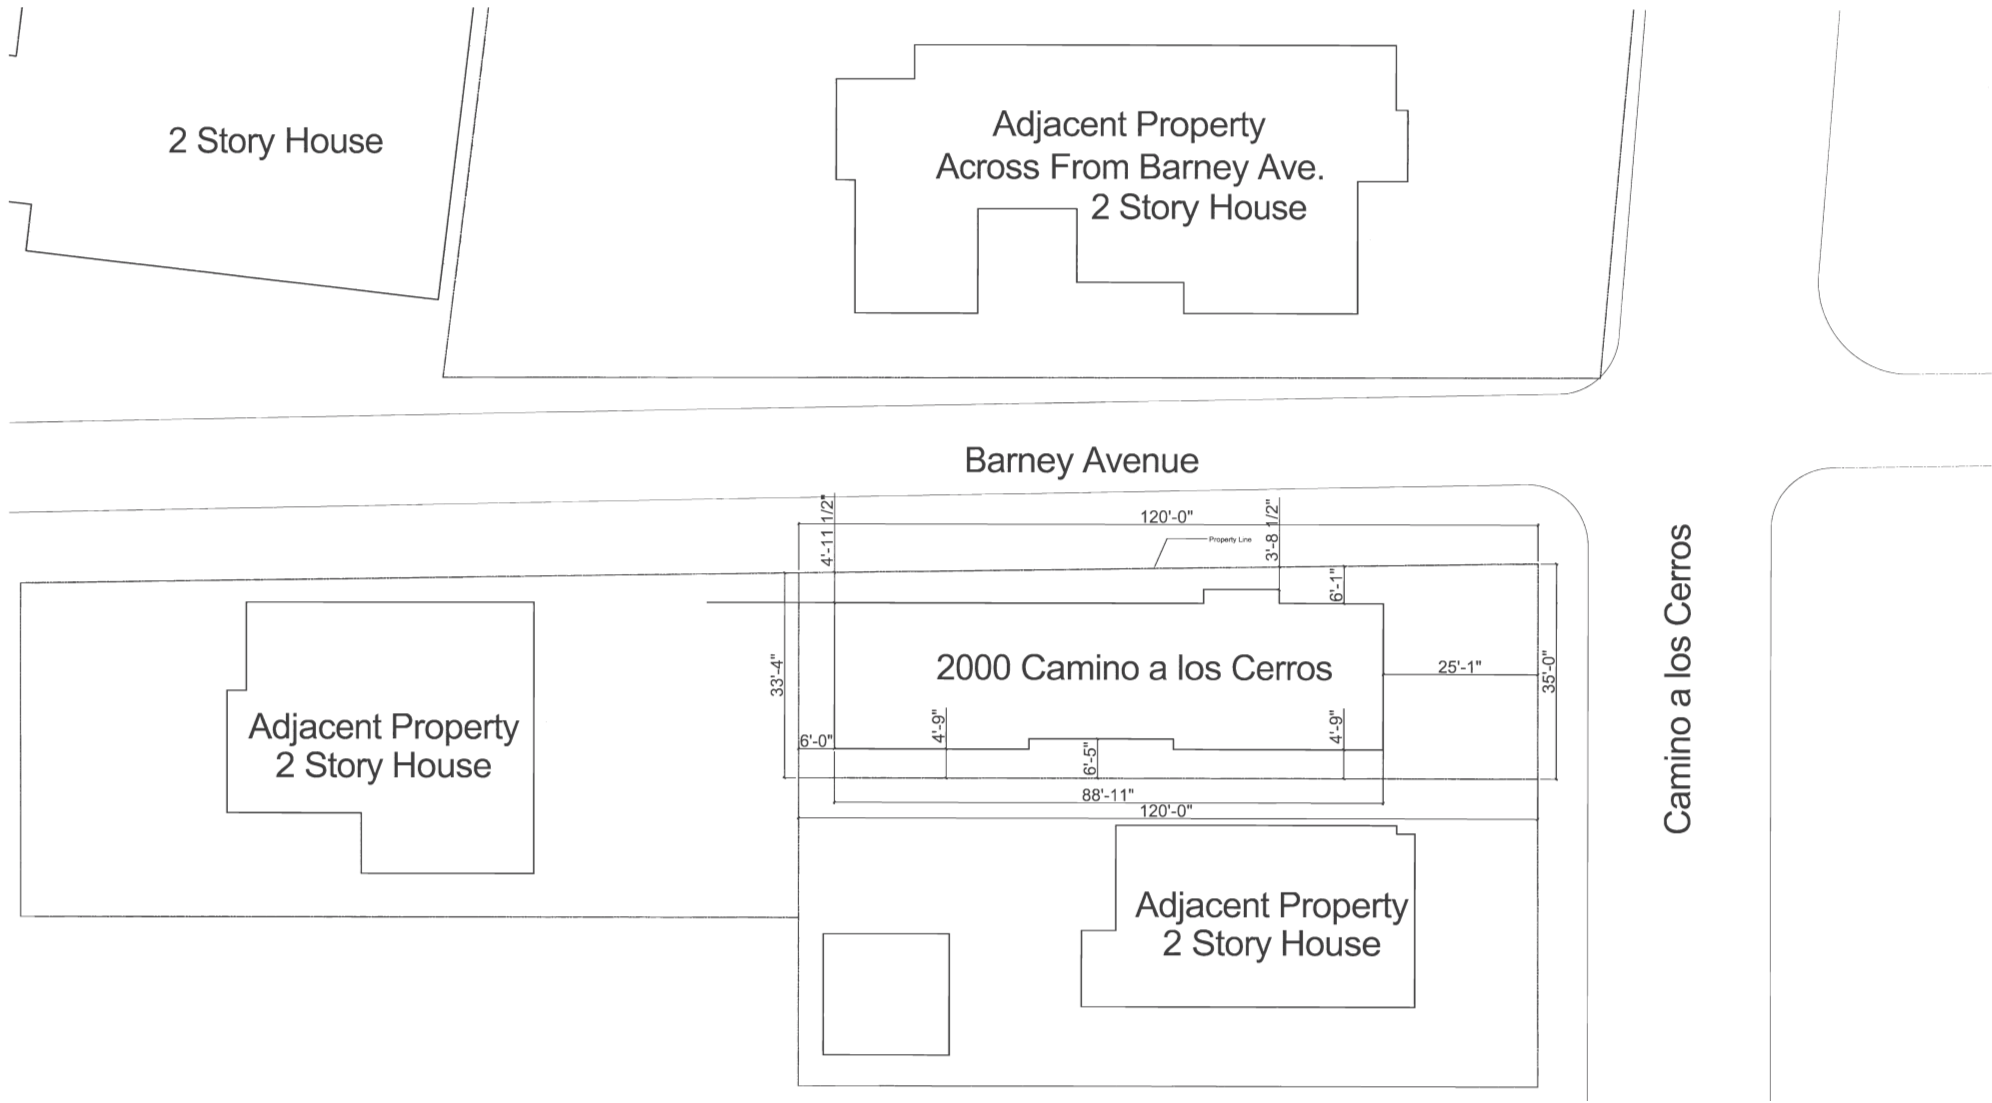 2 Story House
Adjacent Property
Across From Barney Ave.
2 Story House
Barney Avenue
4'-11 1/2"
120'-0"
Property Line
3'-8 1/2"
6'-1"
33'-4"
2000 Camino a los Cerros
25'-1"
35'-0"
Camino a los Cerros
Adjacent Property
2 Story House
6'-0"
4'-9"
6'-5"
4'-9"
88'-11"
120'-0"
Adjacent Property
2 Story House